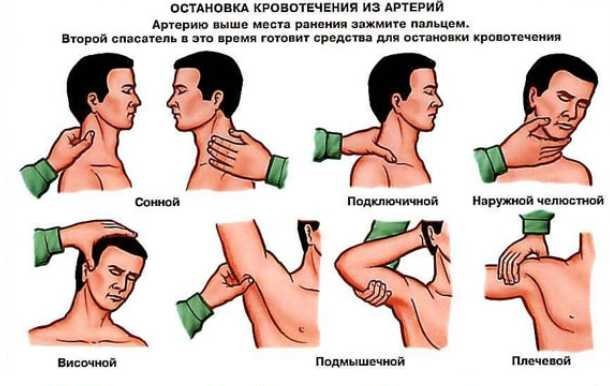 ОСТАНОВКА КРОВОТЕЧЕНИЯ ИЗ АРТЕРИЙ
Артерию выше места ранения зажмите пальцем.
Второй спасатель в это время готовит средства для остановки кровотечения
Сонной
Подключичной
Наружной челюстной
Височной
Подмышечной
Плечевой